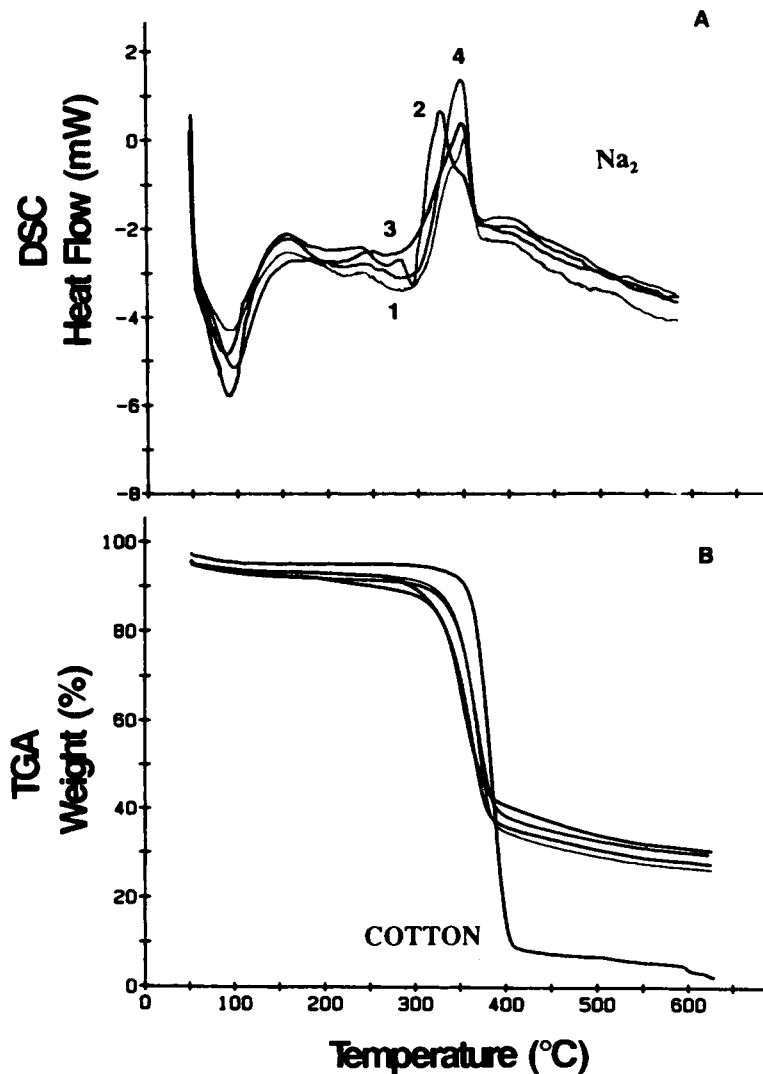 A
DSC
Heat Flow (mW)
2
0
-2
-4
-6
-8
1
2
3
4
Na₂
B
TGA
Weight (%)
100
80
60
40
20
0
COTTON
0 100 200 300 400 500 600
Temperature (°C)